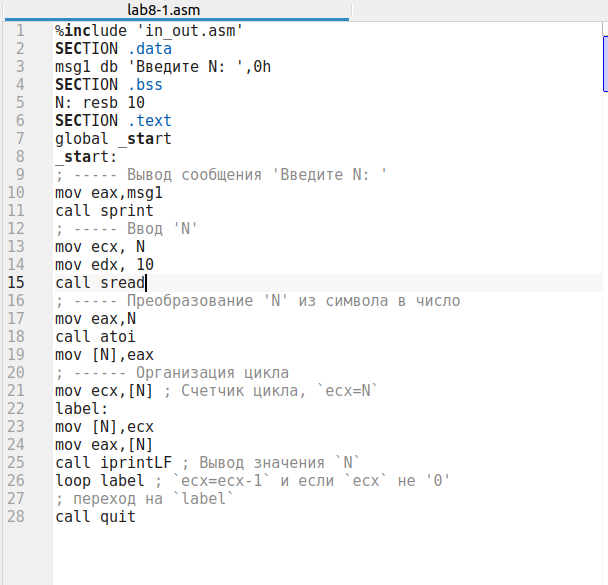 lab8-1.asm
1 %include 'in_out.asm'
2 SECTION .data
3 msg1 db 'Введите N: ',0h
4 SECTION .bss
5 N: resb 10
6 SECTION .text
7 global _start
8 _start:
9 ; ----- Вывод сообщения 'Введите N: '
10 mov eax,msg1
11 call sprint
12 ; ----- Ввод 'N'
13 mov ecx, N
14 mov edx, 10
15 call sread
16 ; ----- Преобразование 'N' из символа в число
17 mov eax,N
18 call atoi
19 mov [N],eax
20 ; ------ Организация цикла
21 mov ecx,[N] ; Счетчик цикла, `ecx=N`
22 label:
23 mov [N],ecx
24 mov eax,[N]
25 call iprintLF ; Вывод значения `N`
26 loop label ; `ecx=ecx-1` и если `ecx` не '0'
27 ; переход на `label`
28 call quit